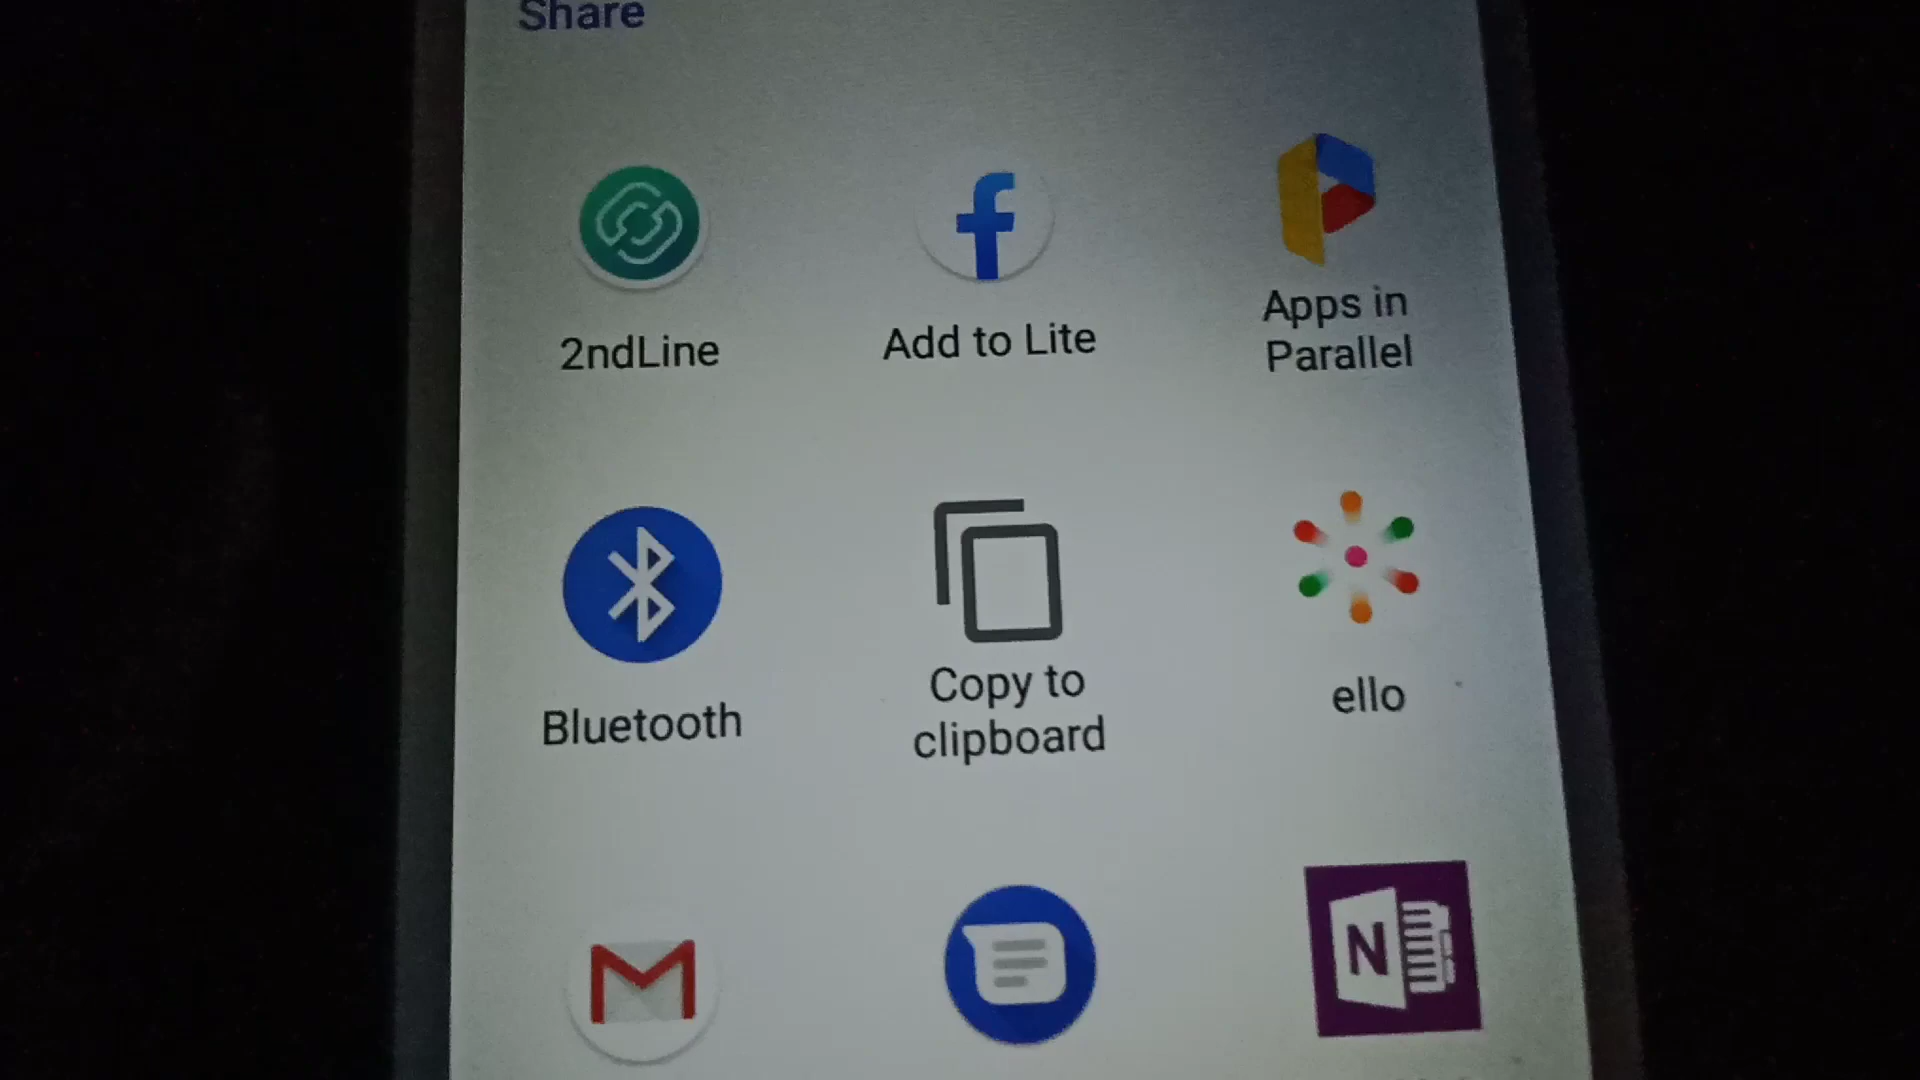 Share
2ndLine
Add to Lite
Apps in
Parallel
Bluetooth
Copy to
clipboard
ello
N